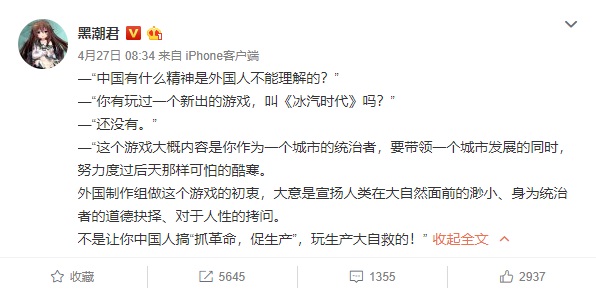 黑潮君
4月27日 08:34 来自 iPhone客户端
—“中国有什么精神是外国人不能理解的？”
—“你有玩过一个新出的游戏，叫《冰汽时代》吗？”
—“还没有。”
—“这个游戏大概内容是你作为一个城市的统治者，要带领一个城市发展的同时，
努力度过后天那样可怕的酷寒。
外国制作组做这个游戏的初衷，大意是宣扬人类在大自然面前的渺小、身为统治
者的道德抉择、对于人性的拷问。
不是让你中国人搞“抓革命，促生产”，玩生产大自救的！” 收起全文
收藏 5645 1355 2937